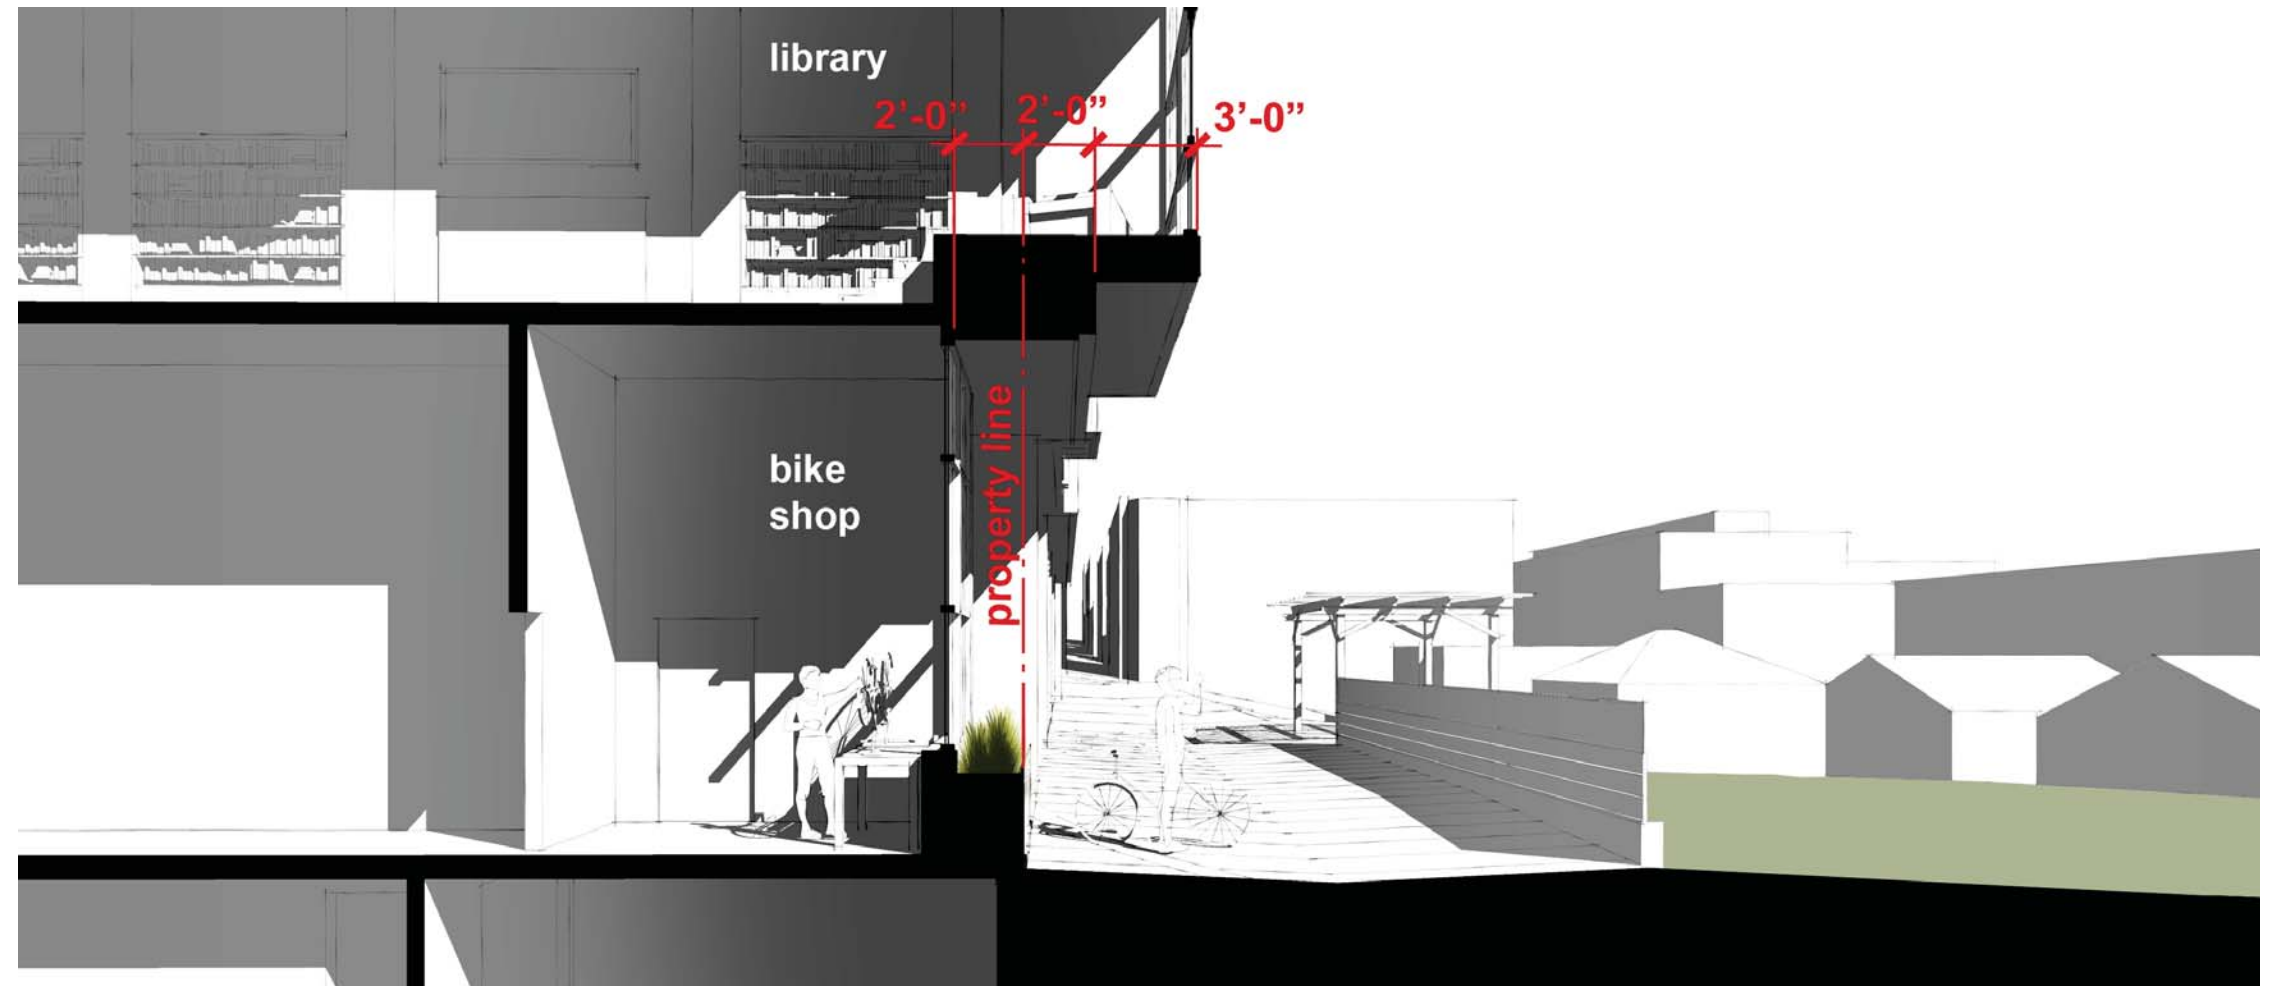 library
2’-0” 2’-0” 3’-0”
property line
bike
shop